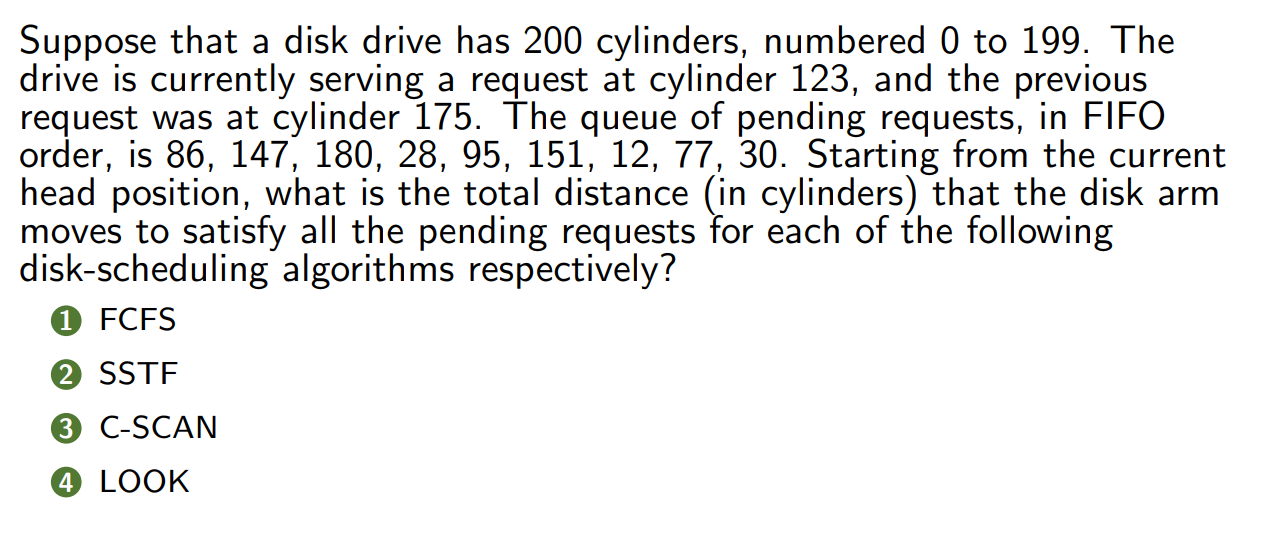 Suppose that a disk drive has 200 cylinders, numbered 0 to 199. The
drive is currently serving a request at cylinder 123, and the previous
request was at cylinder 175. The queue of pending requests, in FIFO
order, is 86, 147, 180, 28, 95, 151, 12, 77, 30. Starting from the current
head position, what is the total distance (in cylinders) that the disk arm
moves to satisfy all the pending requests for each of the following
disk-scheduling algorithms respectively?
1 FCFS
2 SSTF
3 C-SCAN
4 LOOK